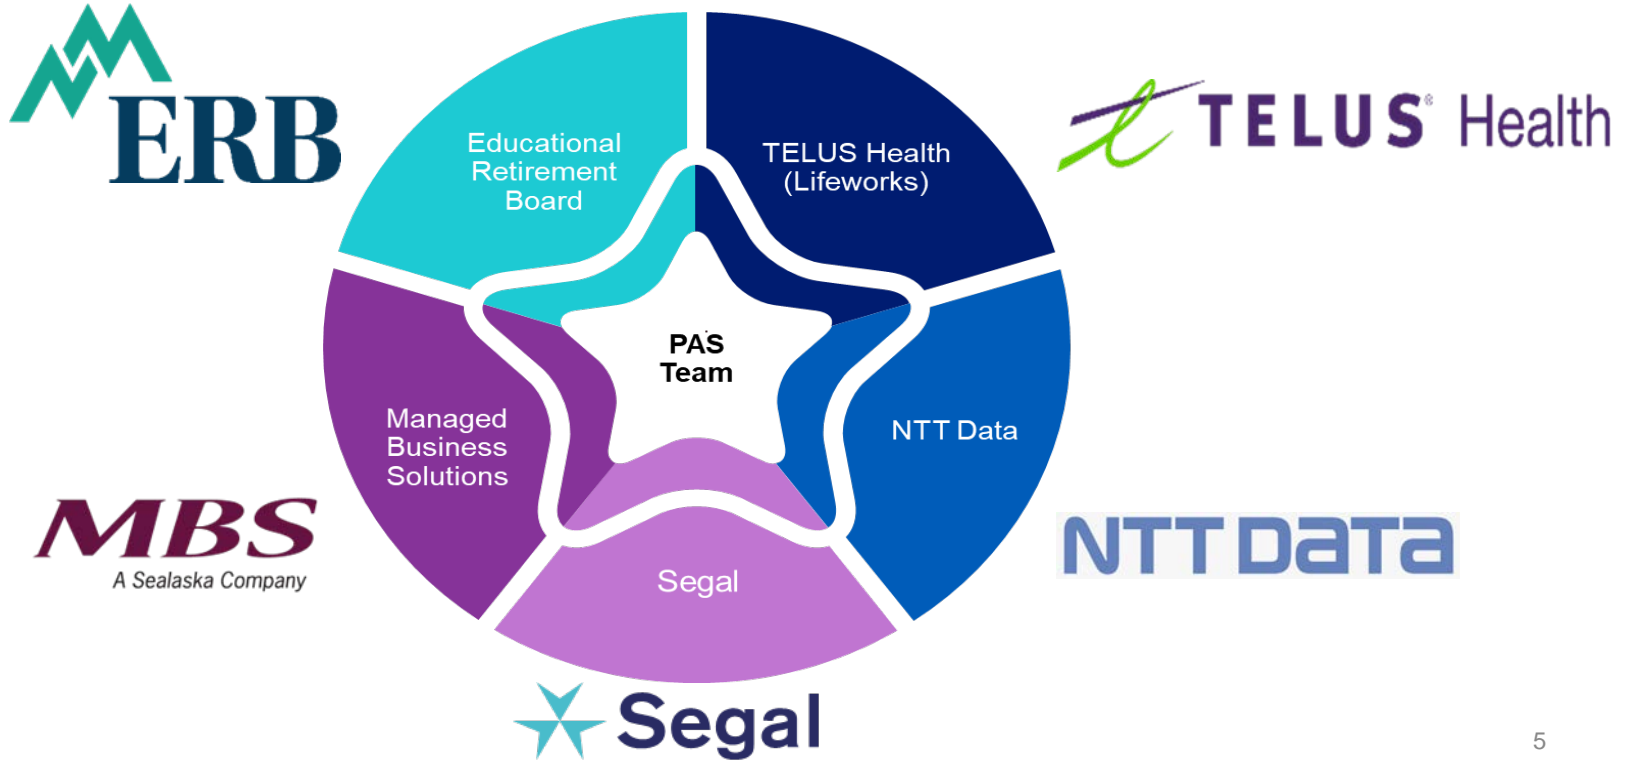 ERB
Educational
Retirement
Board
TELUS Health
(Lifeworks)
TELUS® Health
PAS
Team
Managed
Business
Solutions
NTT Data
MBS
A Sealaska Company
NTT DATA
Segal
Segal
5